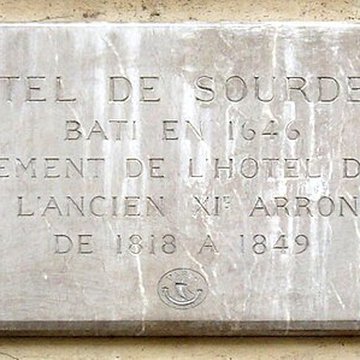 TEL DE SOURDE
BATI EN 1646
EMENT DE L'HOTEL D
L'ANCIEN XIE ARRON
DE 1818 A 1849